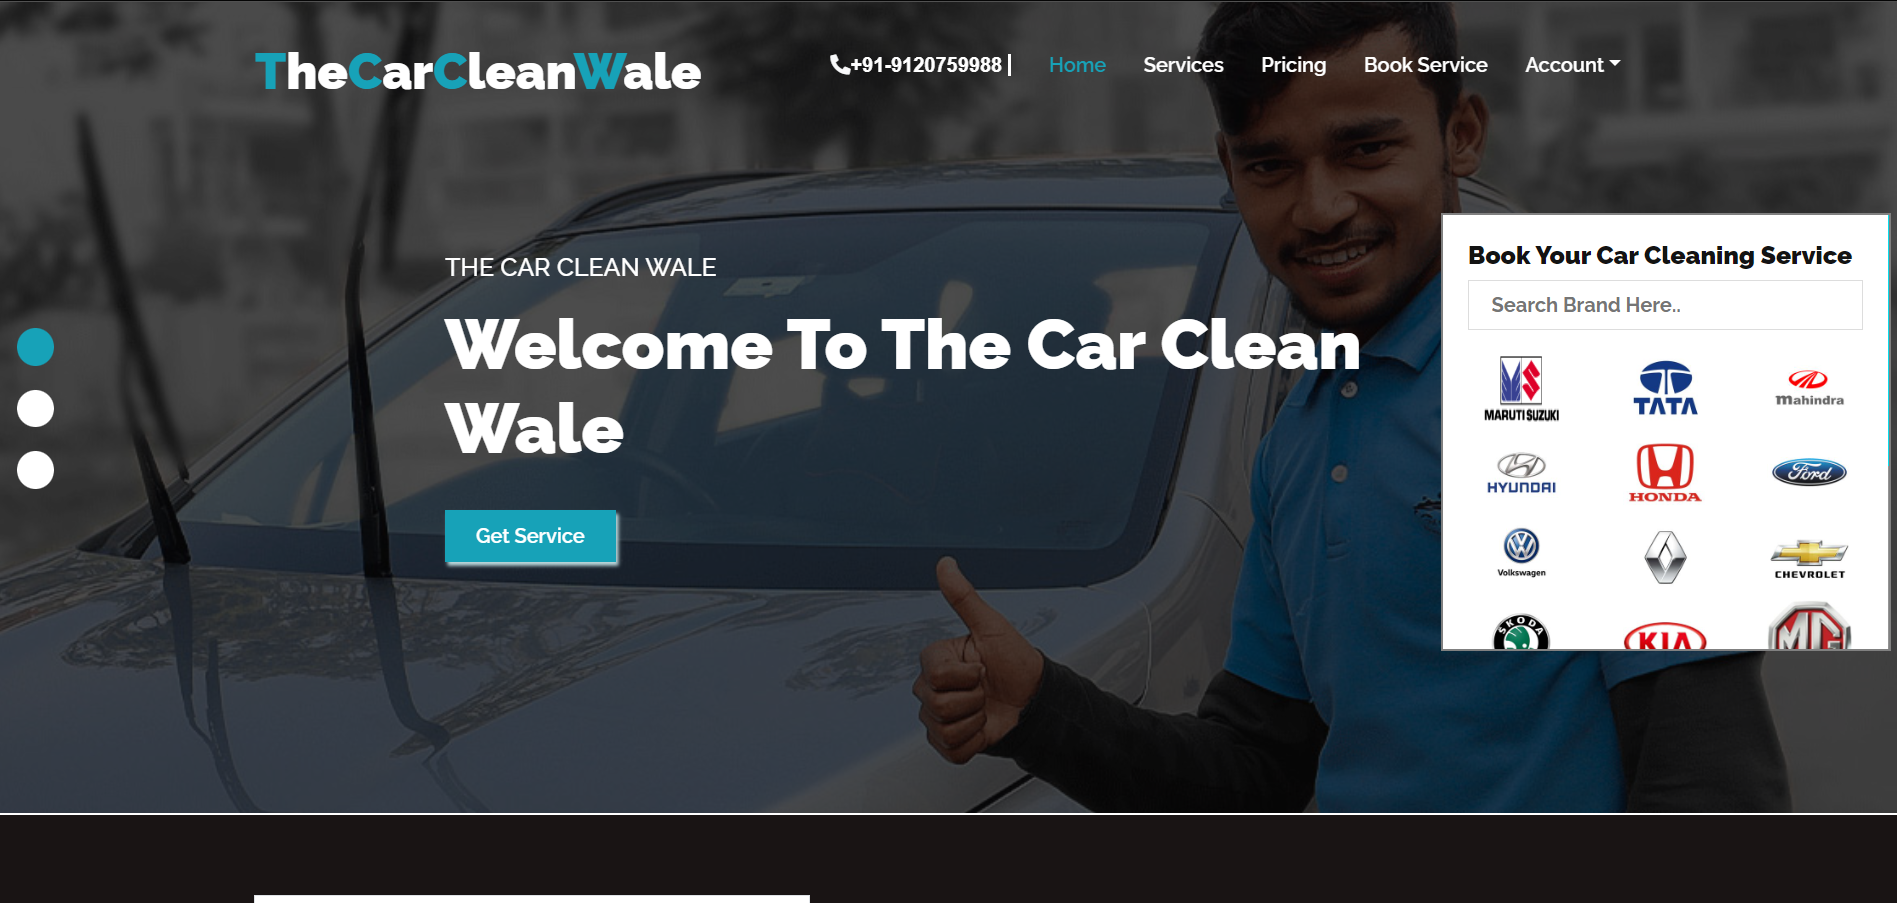 TheCarCleanWale
+91-9120759988 |
Home
Services
Pricing
Book Service
Account
THE CAR CLEAN WALE
Welcome To The Car Clean
Wale
Get Service
Book Your Car Cleaning Service
Search Brand Here..
MARUTI SUZUKI
TATA
mahindra
HYUNDAI
HONDA
Ford
Volkswagen
CHEVROLET
SKODA
KIA
MG